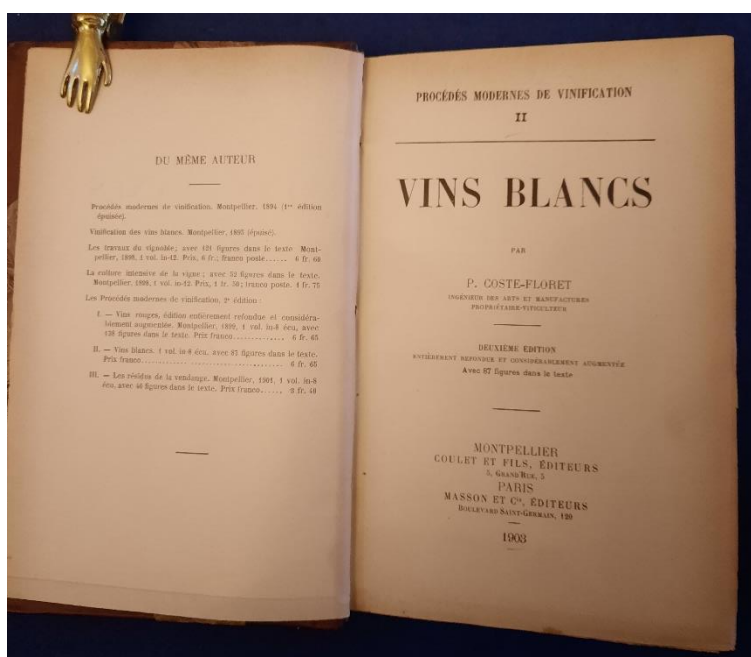 DU MÊME AUTEUR
Procédés modernes de vinification. Montpellier, 1894 (1re édition
épuisée).
Vinification des vins blancs. Montpellier, 1895 (épuisé).
Les travaux du vignoble; avec 121 figures dans le texte Mont-
pellier, 1898, 1 vol. in-12. Prix, 6 fr.; franco poste...... 6 fr. 60
La culture intensive de la vigne; avec 52 figures dans le texte.
Montpellier, 1898, 1 vol. in-12. Prix, 1 fr. 50; franco poste. 1 fr. 75
Les Procédés modernes de vinification, 2e édition:
I. — Vins rouges, édition entièrement refondue et considéra-
blement augmentée. Montpellier, 1899, 1 vol. in-8 écu, avec
138 figures dans le texte. Prix franco............. 6 fr. 65
II. — Vins blancs. 1 vol. in-8 écu. avec 87 figures dans le texte.
Prix franco................................. 6 fr. 65
III. — Les résidus de la vendange. Montpellier, 1901. 1 vol. in-8
écu, avec 46 figures dans le texte. Prix franco..... 6 fr. 40
PROCÉDÉS MODERNES DE VINIFICATION
II
VINS BLANCS
PAR
P. COSTE-FLORET
INGÉNIEUR DES ARTS ET MANUFACTURES
PROPRIÉTAIRE-VITICULTEUR
DEUXIÈME ÉDITION
ENTIÈREMENT REFONDUE ET CONSIDÉRABLEMENT AUGMENTÉE
Avec 87 figures dans le texte
MONTPELLIER
COULET ET FILS, ÉDITEURS
5, GRAND'RUE, 5
PARIS
MASSON ET Cie, ÉDITEURS
BOULEVARD SAINT-GERMAIN, 120
1903